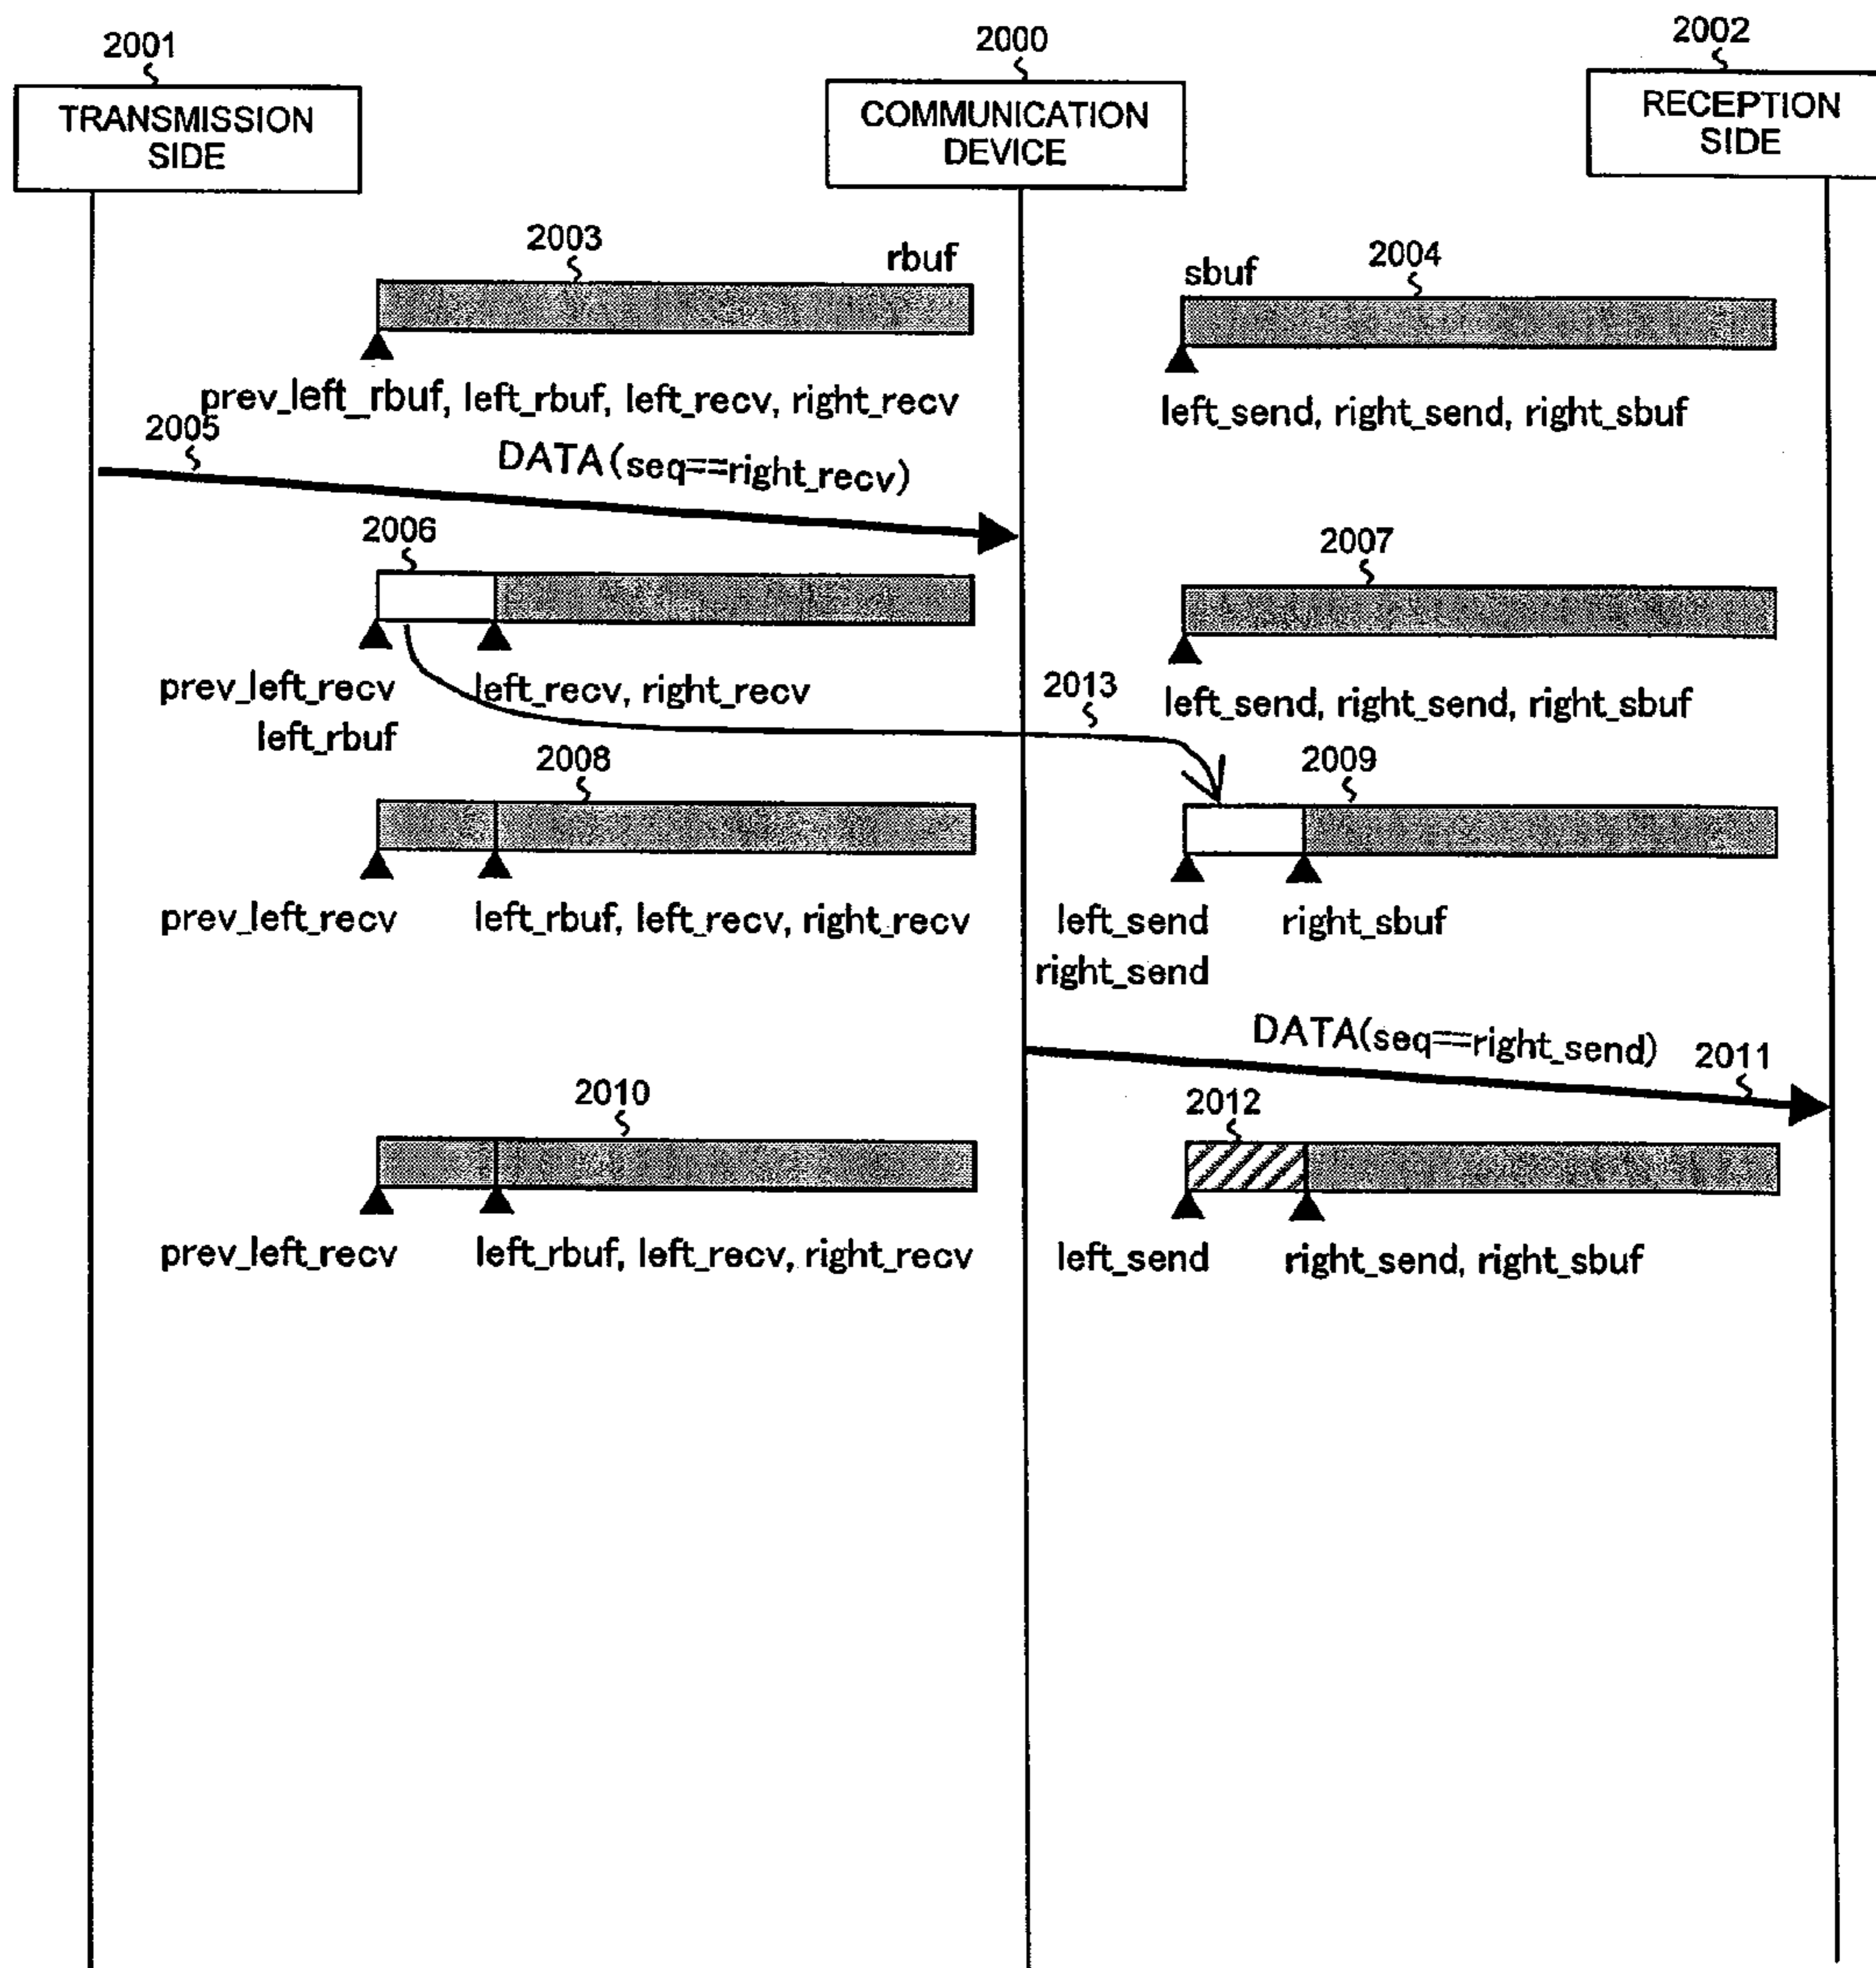 2001
2000
2002
TRANSMISSION
SIDE
COMMUNICATION
DEVICE
RECEPTION
SIDE
2003
rbuf
sbuf
2004
prev_left_rbuf, left_rbuf, left_recv, right_recv
left_send, right_send, right_sbuf
2005
DATA(seq==right_recv)
2006
2007
prev_left_recv
left_rbuf
left_recv, right_recv
2013
left_send, right_send, right_sbuf
2008
2009
prev_left_recv
left_rbuf, left_recv, right_recv
left_send
right_send
right_sbuf
DATA(seq==right_send)
2011
2010
2012
prev_left_recv
left_rbuf, left_recv, right_recv
left_send
right_send, right_sbuf